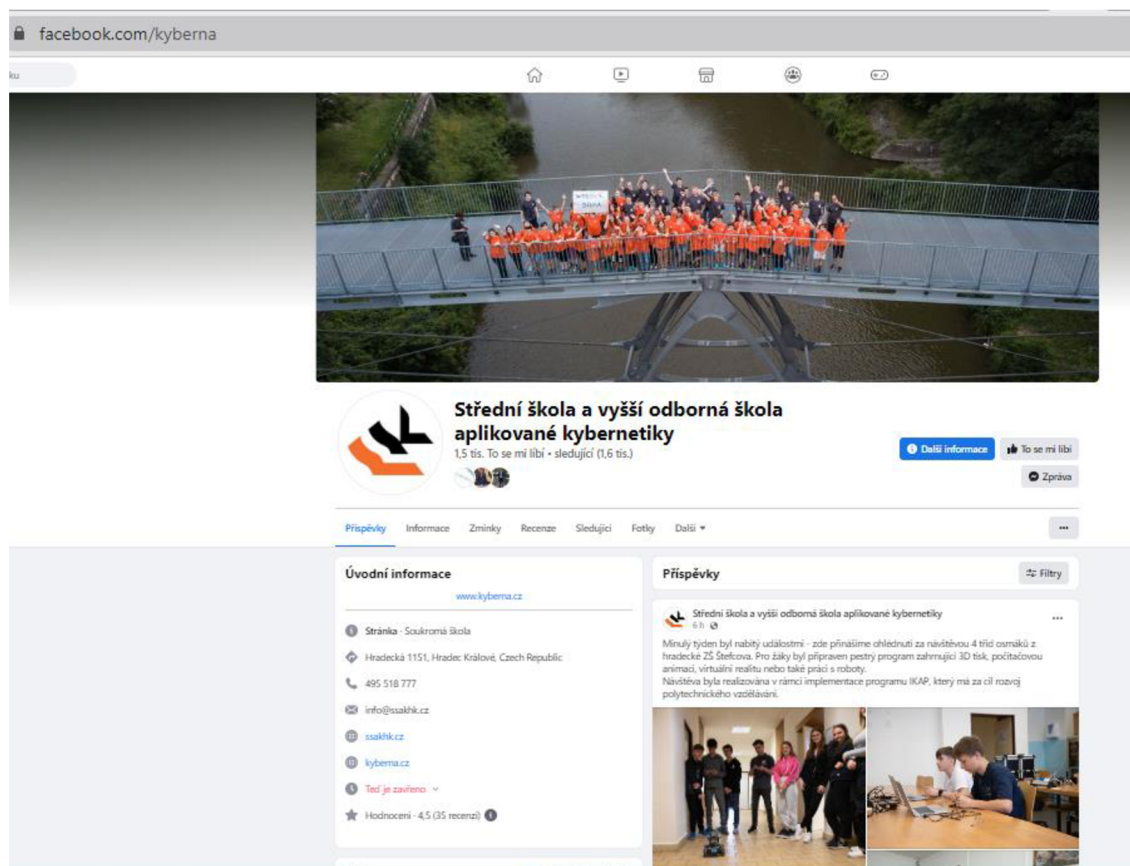 facebook.com/kyberna
ku
Střední škola a vyšší odborná škola
aplikované kybernetiky
1,5 tis. To se mi líbí • sledující (1,6 tis.)
Další informace
To se mi líbí
Zpráva
Příspěvky
Informace
Zmínky
Recenze
Sledující
Fotky
Další
Úvodní informace
www.kyberna.cz
Stránka · Soukromá škola
Hradecká 1151, Hradec Králové, Czech Republic
495 518 777
info@ssakhk.cz
ssakhk.cz
kyberna.cz
Teď je zavřeno
Hodnocení · 4,5 (35 recenzí)
Příspěvky
Filtry
Střední škola a vyšší odborná škola aplikované kybernetiky
6 h
Minulý týden byl nabitý událostmi - zde přinášíme ohlédnutí za návštěvou 4 tříd osmáků z
hradecké ZŠ Štefcova. Pro žáky byl připraven pestrý program zahrnující 3D tisk, počítačovou
animaci, virtuální realitu nebo také práci s roboty.
Návštěva byla realizována v rámci implementace programu IKAP, který má za cíl rozvoj
polytechnického vzdělávání.